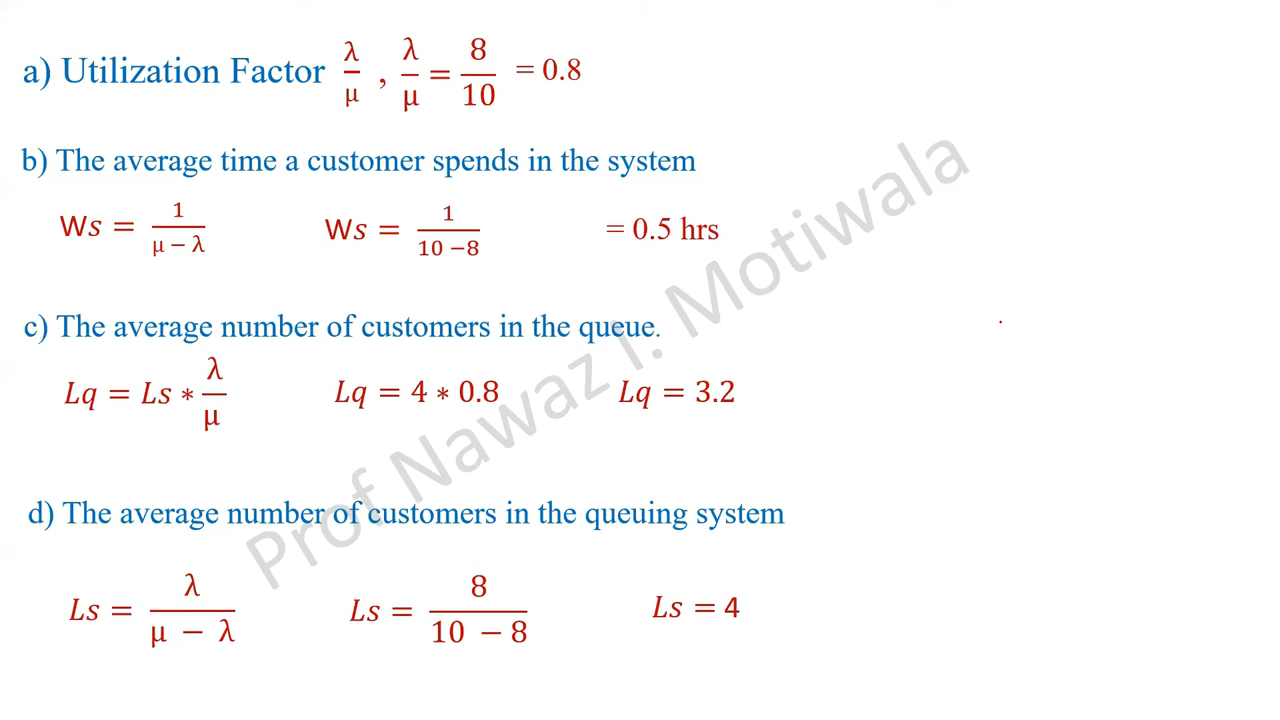 a) Utilization Factor λ/μ , λ/μ = 8/10 = 0.8
b) The average time a customer spends in the system
Ws = 1/(μ − λ) Ws = 1/(10 −8) = 0.5 hrs
c) The average number of customers in the queue.
Lq = Ls ∗ λ/μ Lq = 4 ∗ 0.8 Lq = 3.2
d) The average number of customers in the queuing system
Ls = λ/(μ − λ) Ls = 8/(10 −8) Ls = 4
Prof Nawaz I. Motiwala